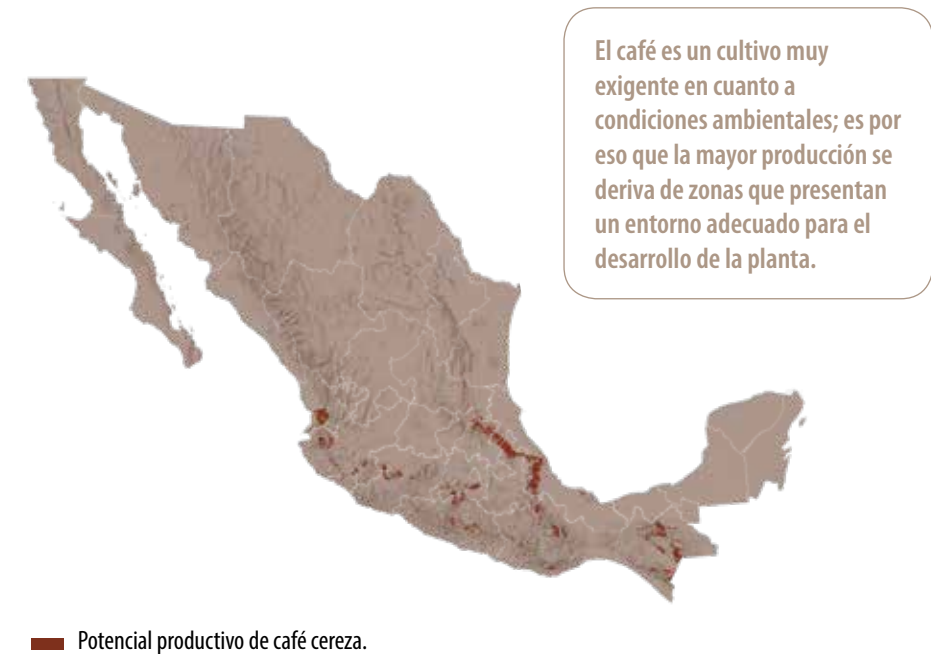 El café es un cultivo muy
exigente en cuanto a
condiciones ambientales; es por
eso que la mayor producción se
deriva de zonas que presentan
un entorno adecuado para el
desarrollo de la planta.
Potencial productivo de café cereza.